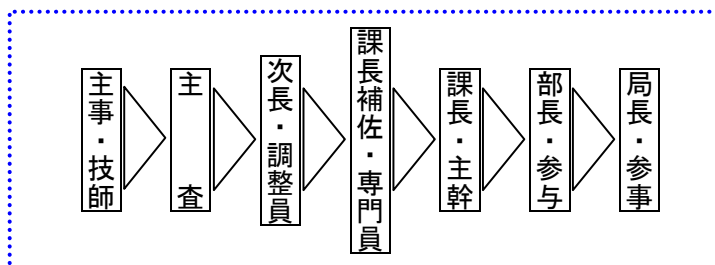 主事・技師
主査
次長・調整員
課長補佐・専門員
課長・主幹
部長・参与
局長・参事